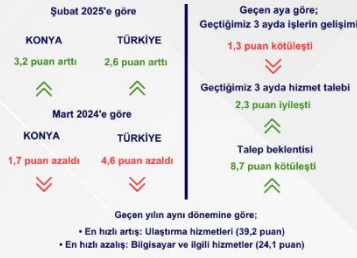 Şubat 2025'e göre
KONYA TÜRKİYE
3,2 puan arttı 2,6 puan arttı
Mart 2024'e göre
KONYA TÜRKİYE
1,7 puan azaldı 4,6 puan azaldı
Geçen aya göre;
Geçtiğimiz 3 ayda işlerin gelişimi
1,3 puan kötüleşti
Geçtiğimiz 3 ayda hizmet talebi
2,3 puan iyileşti
Talep beklentisi
8,7 puan kötüleşti
Geçen yılın aynı dönemine göre;
• En hızlı artış: Ulaştırma hizmetleri (39,2 puan)
• En hızlı azalış: Bilgisayar ve ilgili hizmetler (24,1 puan)